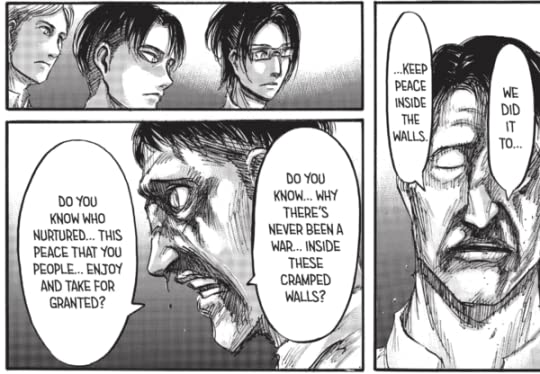 WE
DID
IT
TO...
...KEEP
PEACE
INSIDE
THE
WALLS.
DO YOU
KNOW... WHY
THERE'S
NEVER BEEN A
WAR... INSIDE
THESE
CRAMPED
WALLS?
DO YOU
KNOW WHO
NURTURED... THIS
PEACE THAT YOU
PEOPLE... ENJOY
AND TAKE FOR
GRANTED?